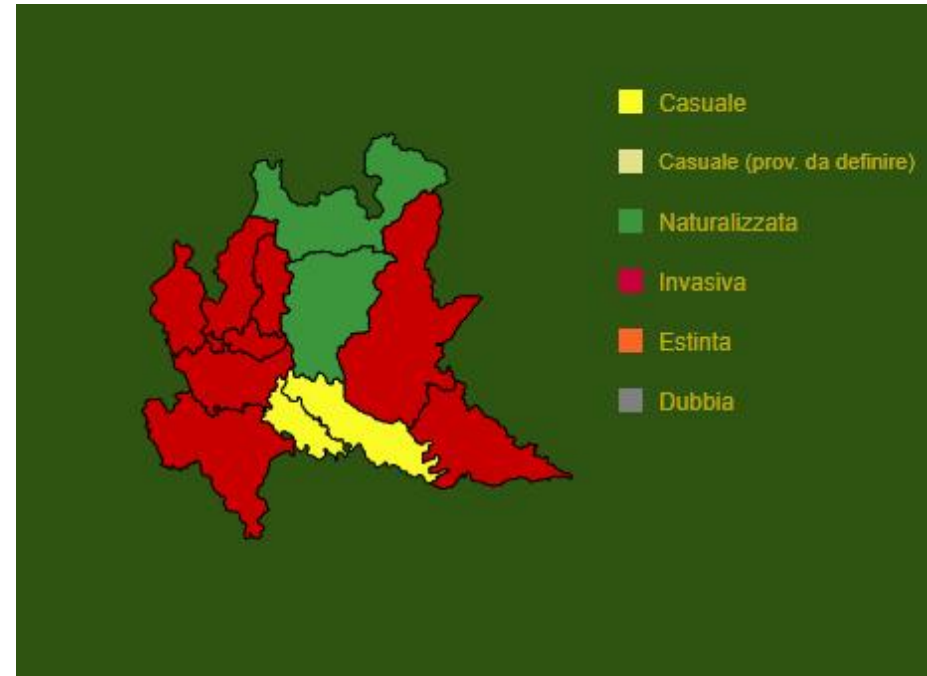 Casuale
Casuale (prov. da definire)
Naturalizzata
Invasiva
Estinta
Dubbia